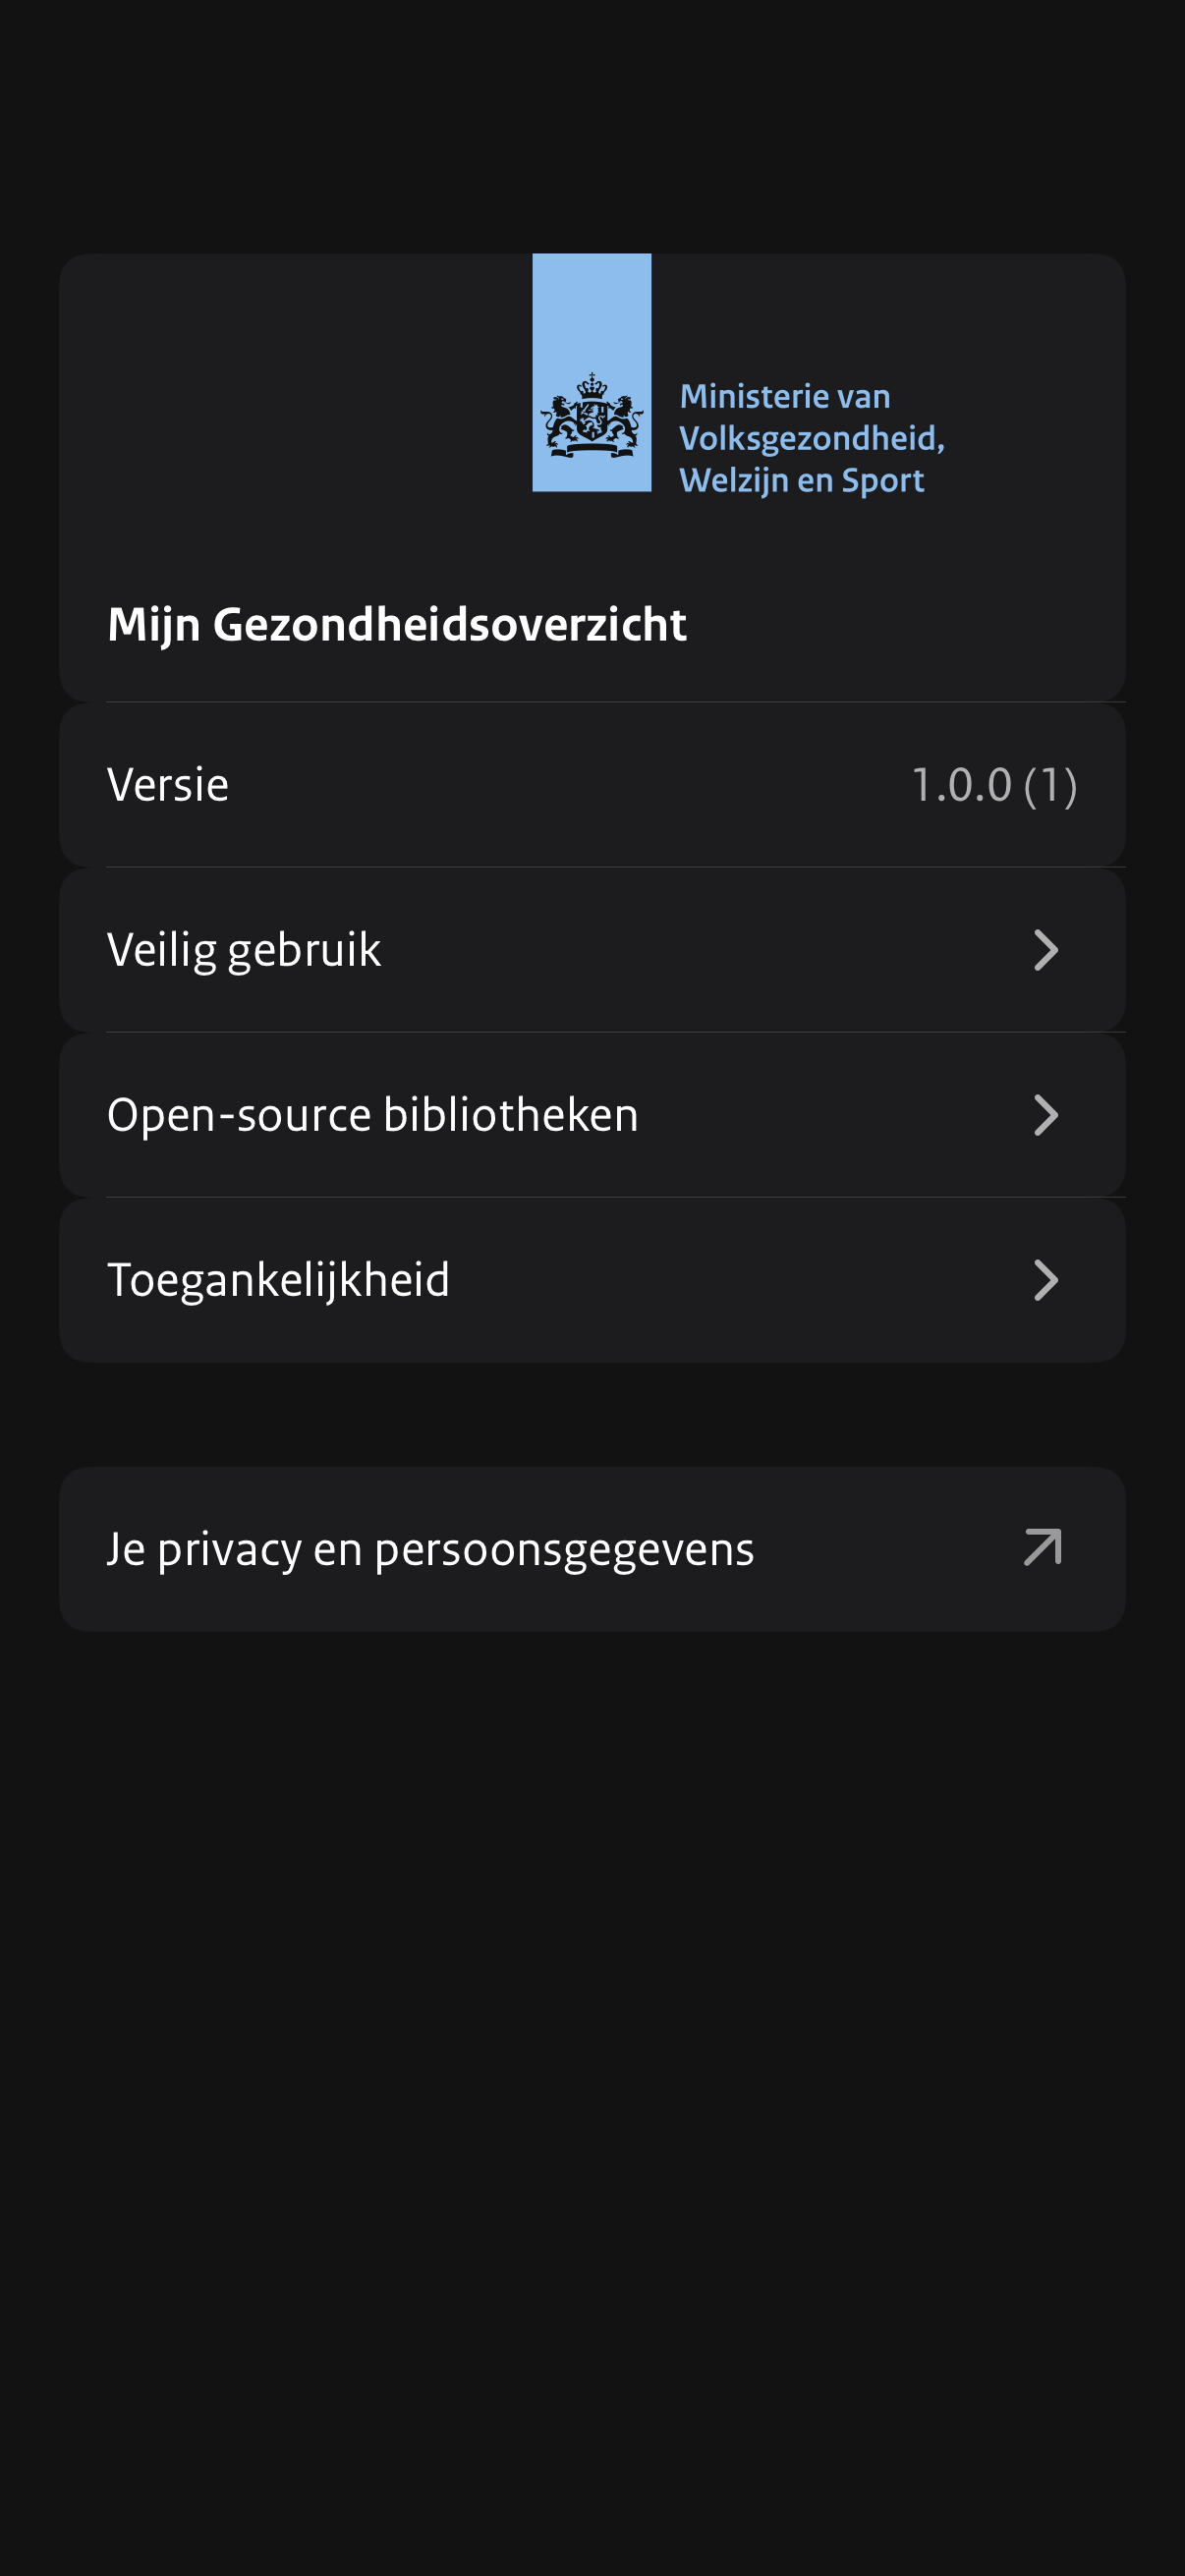 Ministerie van
Volksgezondheid,
Welzijn en Sport
Mijn Gezondheidsoverzicht
Versie 1.0.0 (1)
Veilig gebruik
Open-source bibliotheken
Toegankelijkheid
Je privacy en persoonsgegevens